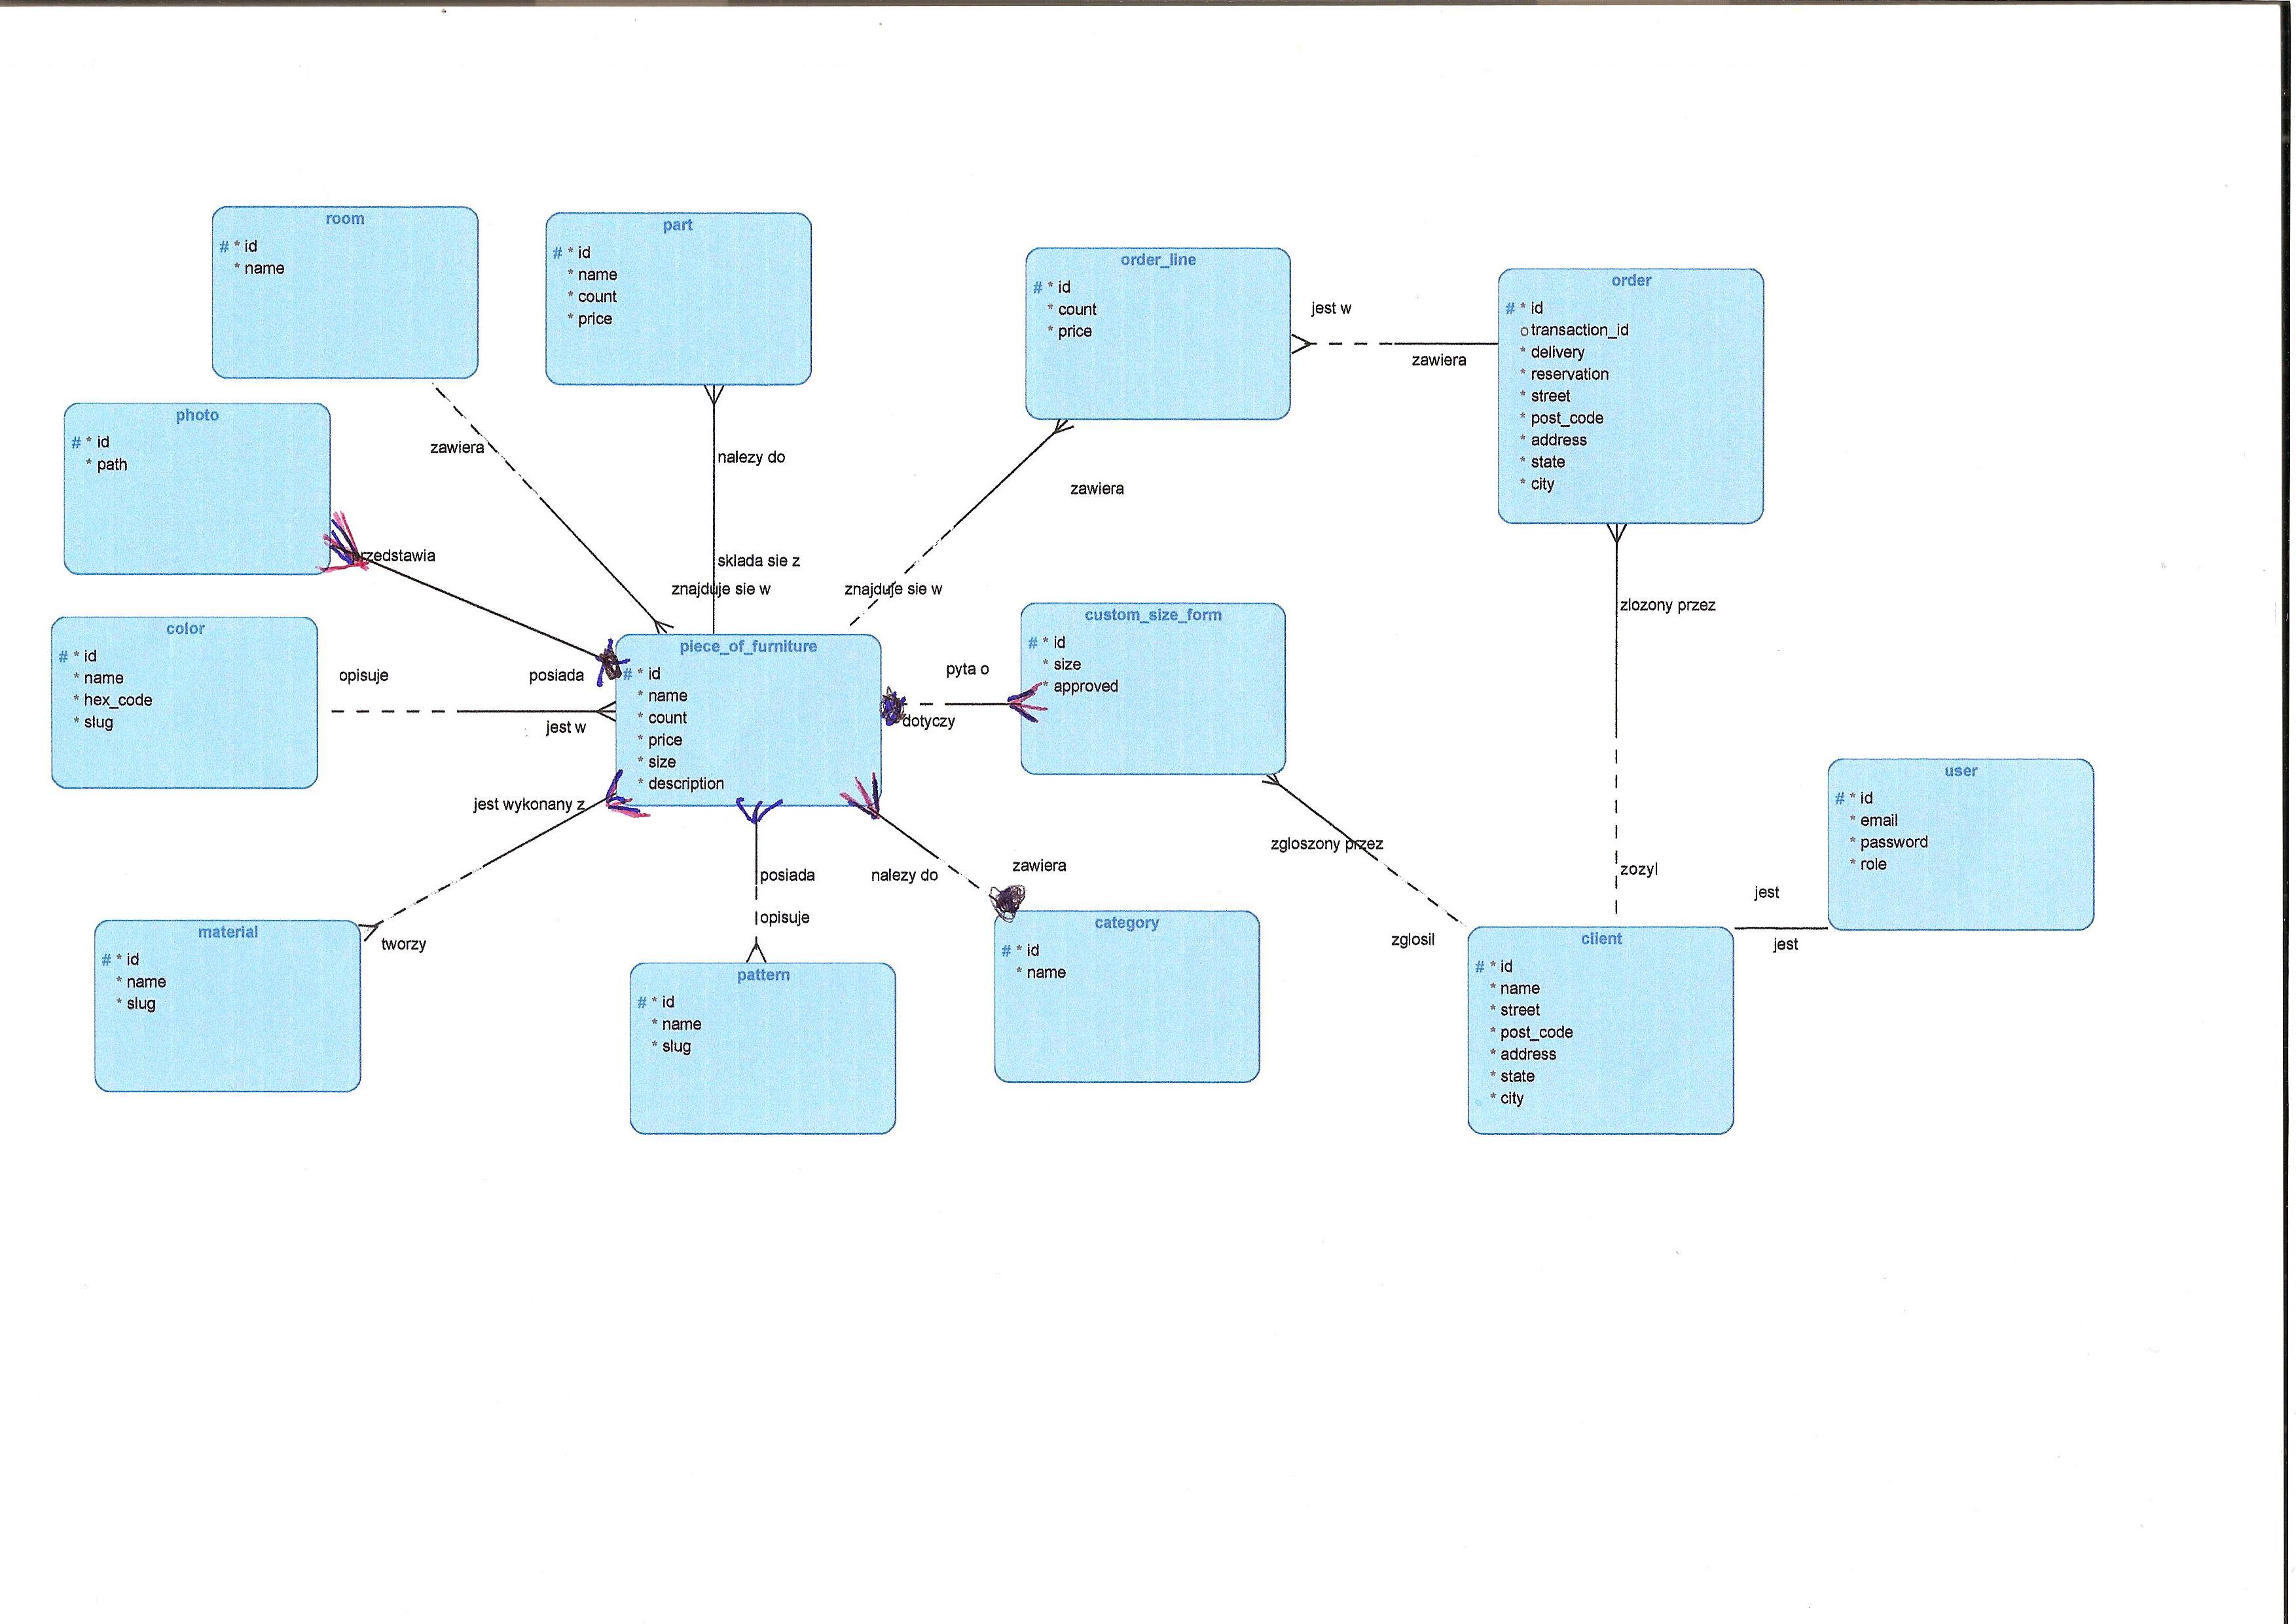 room
# * id
* name
part
# * id
* name
* count
* price
order_line
# * id
* count
* price
jest w
zawiera
order
# * id
o transaction_id
* delivery
* reservation
* street
* post_code
* address
* state
* city
photo
# * id
* path
zawiera
nalezy do
zawiera
przedstawia
sklada sie z
znajduje sie w
znajduje sie w
zlozony przez
color
# * id
* name
* hex_code
* slug
opisuje
posiada
jest w
piece_of_furniture
# * id
* name
* count
* price
* size
* description
pyta o
dotyczy
custom_size_form
# * id
* size
* approved
user
# * id
* email
* password
* role
jest wykonany z
tworzy
posiada
opisuje
nalezy do
zawiera
zgloszony przez
zglosil
zozyl
jest
jest
material
# * id
* name
* slug
pattern
# * id
* name
* slug
category
# * id
* name
client
# * id
* name
* street
* post_code
* address
* state
* city